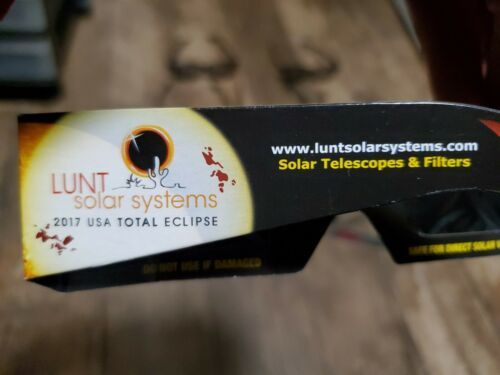 LUNT
solar systems
2017 USA TOTAL ECLIPSE
www.luntsolarsystems.com
Solar Telescopes & Filters
DO NOT USE IF DAMAGED
SAFE FOR DIRECT SOLAR